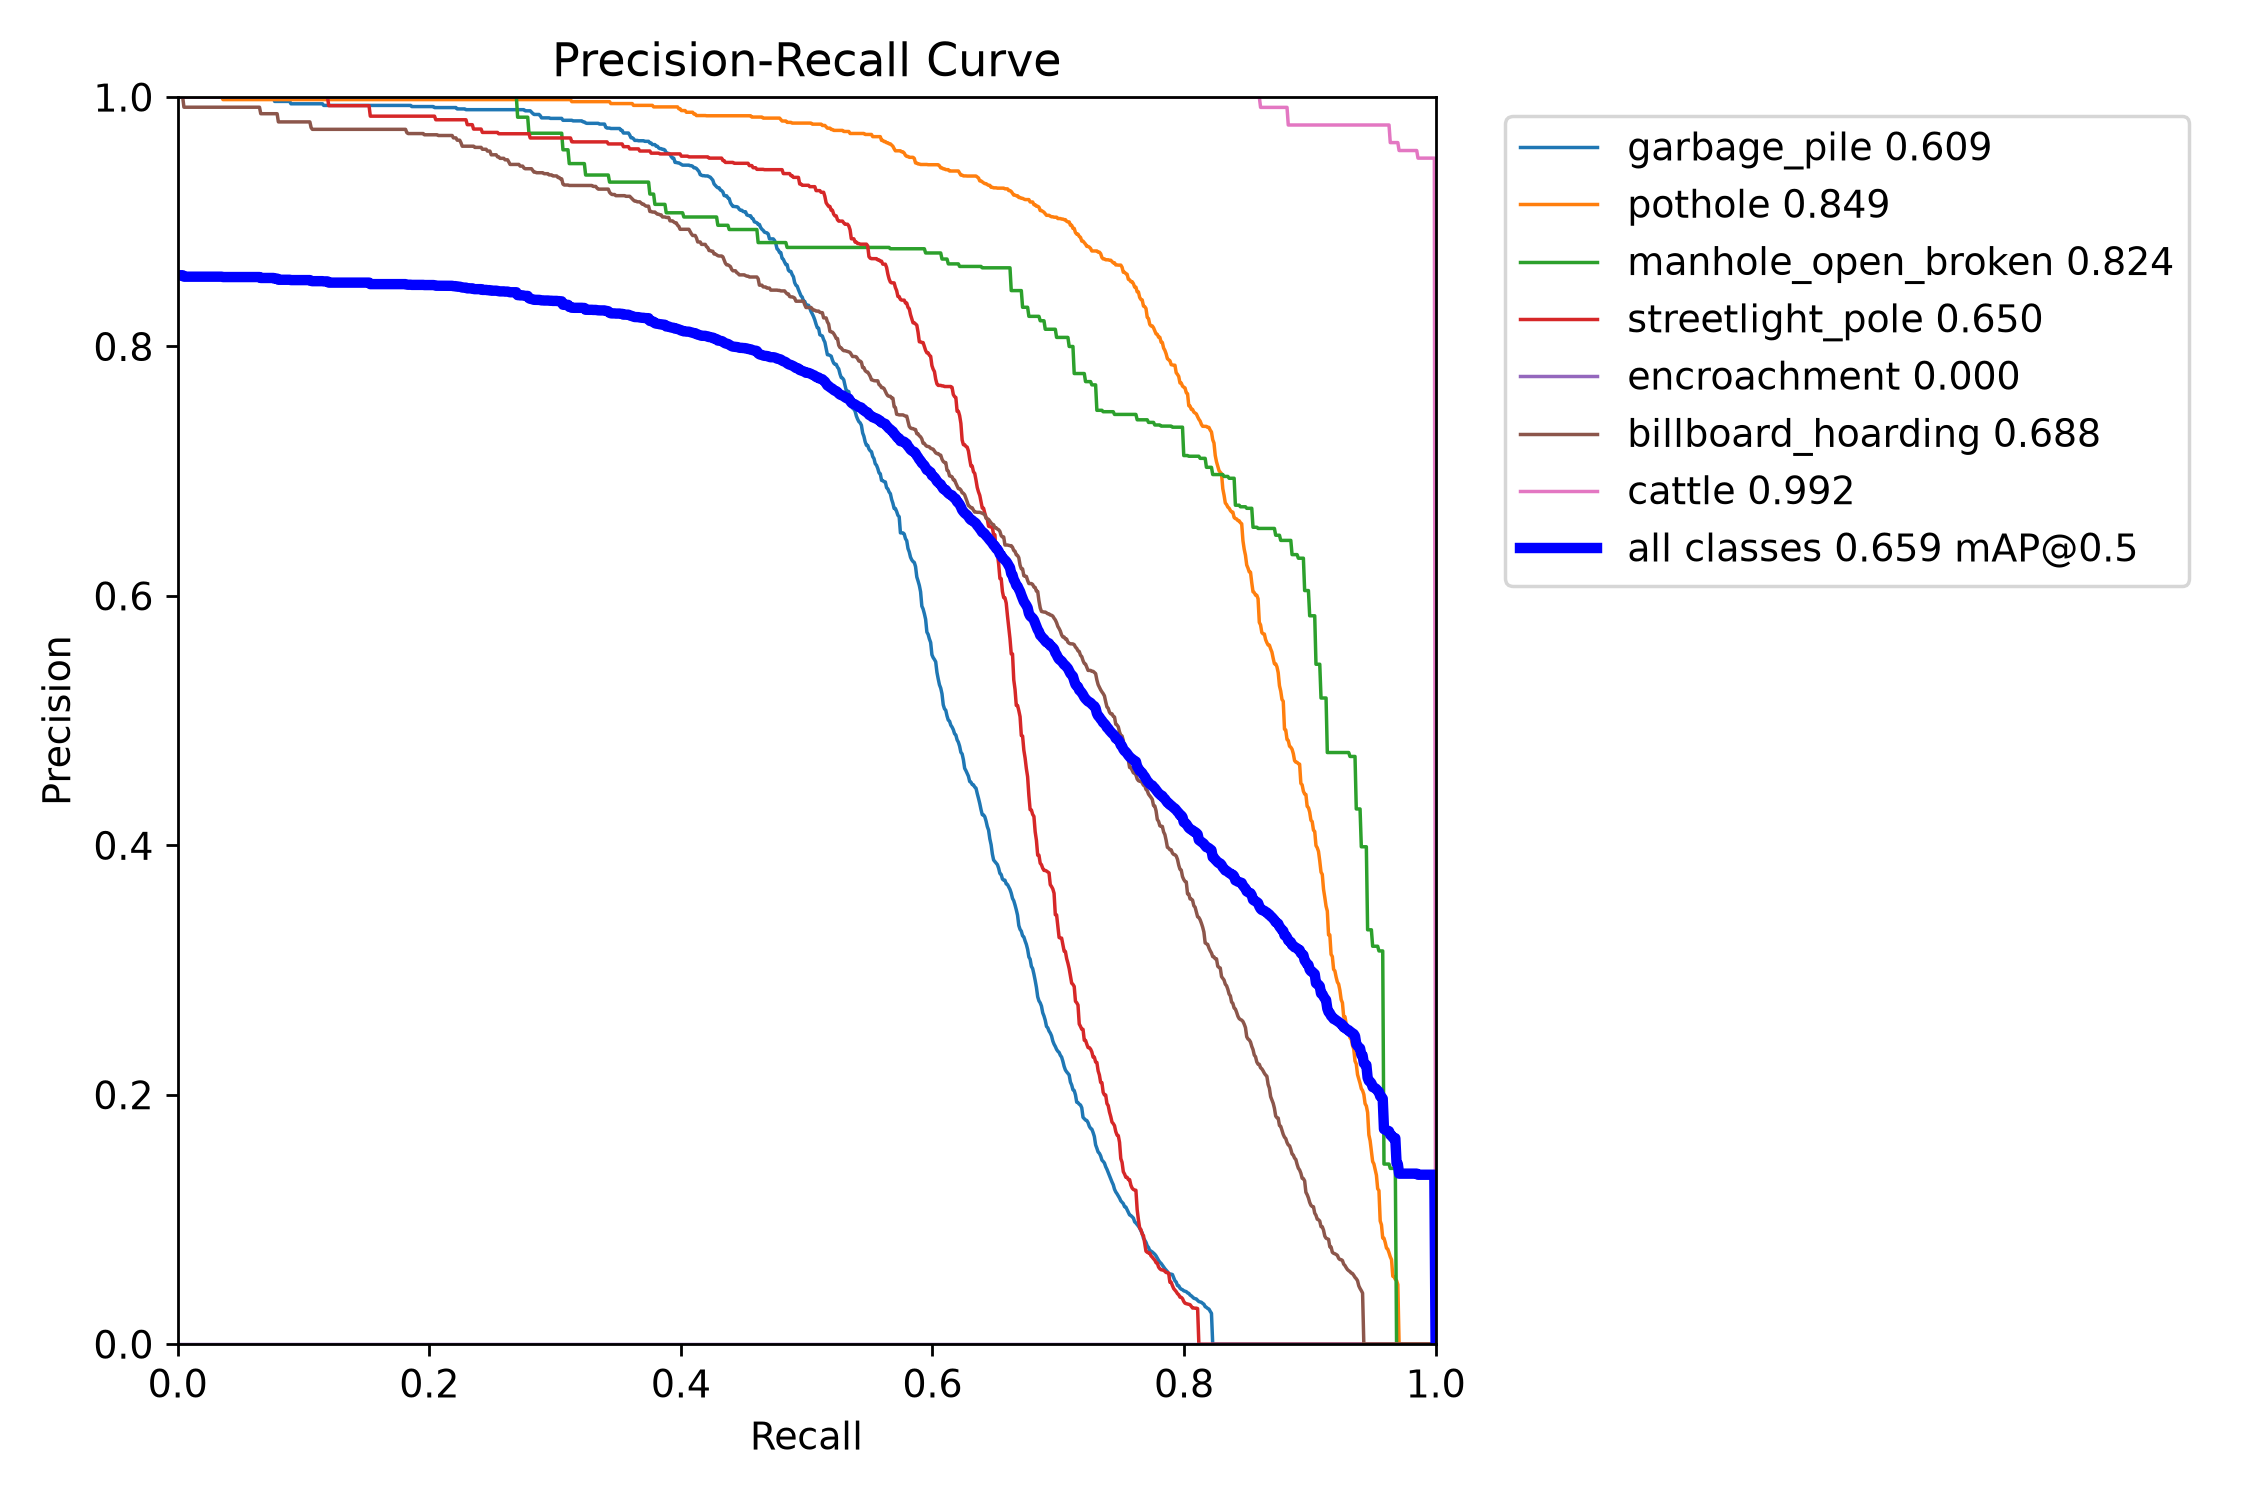 Precision-Recall Curve
1.0
0.8
0.6
0.4
0.2
0.0
Precision
0.0 0.2 0.4 0.6 0.8 1.0
Recall
garbage_pile 0.609
pothole 0.849
manhole_open_broken 0.824
streetlight_pole 0.650
encroachment 0.000
billboard_hoarding 0.688
cattle 0.992
all classes 0.659 mAP@0.5